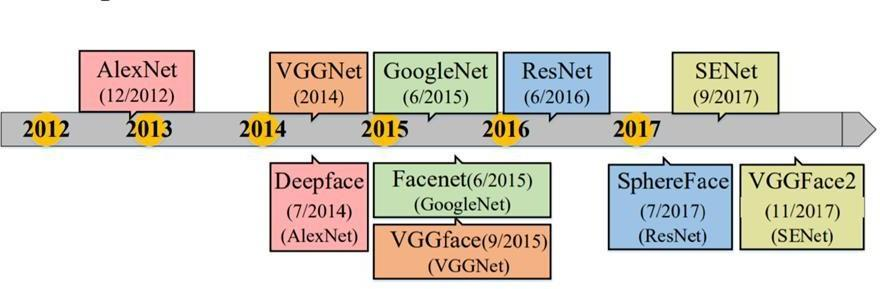 AlexNet
(12/2012)
VGGNet
(2014)
GoogleNet
(6/2015)
ResNet
(6/2016)
SENet
(9/2017)
2012
2013
2014
2015
2016
2017
Deepface
(7/2014)
(AlexNet)
Facenet(6/2015)
(GoogleNet)
VGGface(9/2015)
(VGGNet)
SphereFace
(7/2017)
(ResNet)
VGGFace2
(11/2017)
(SENet)